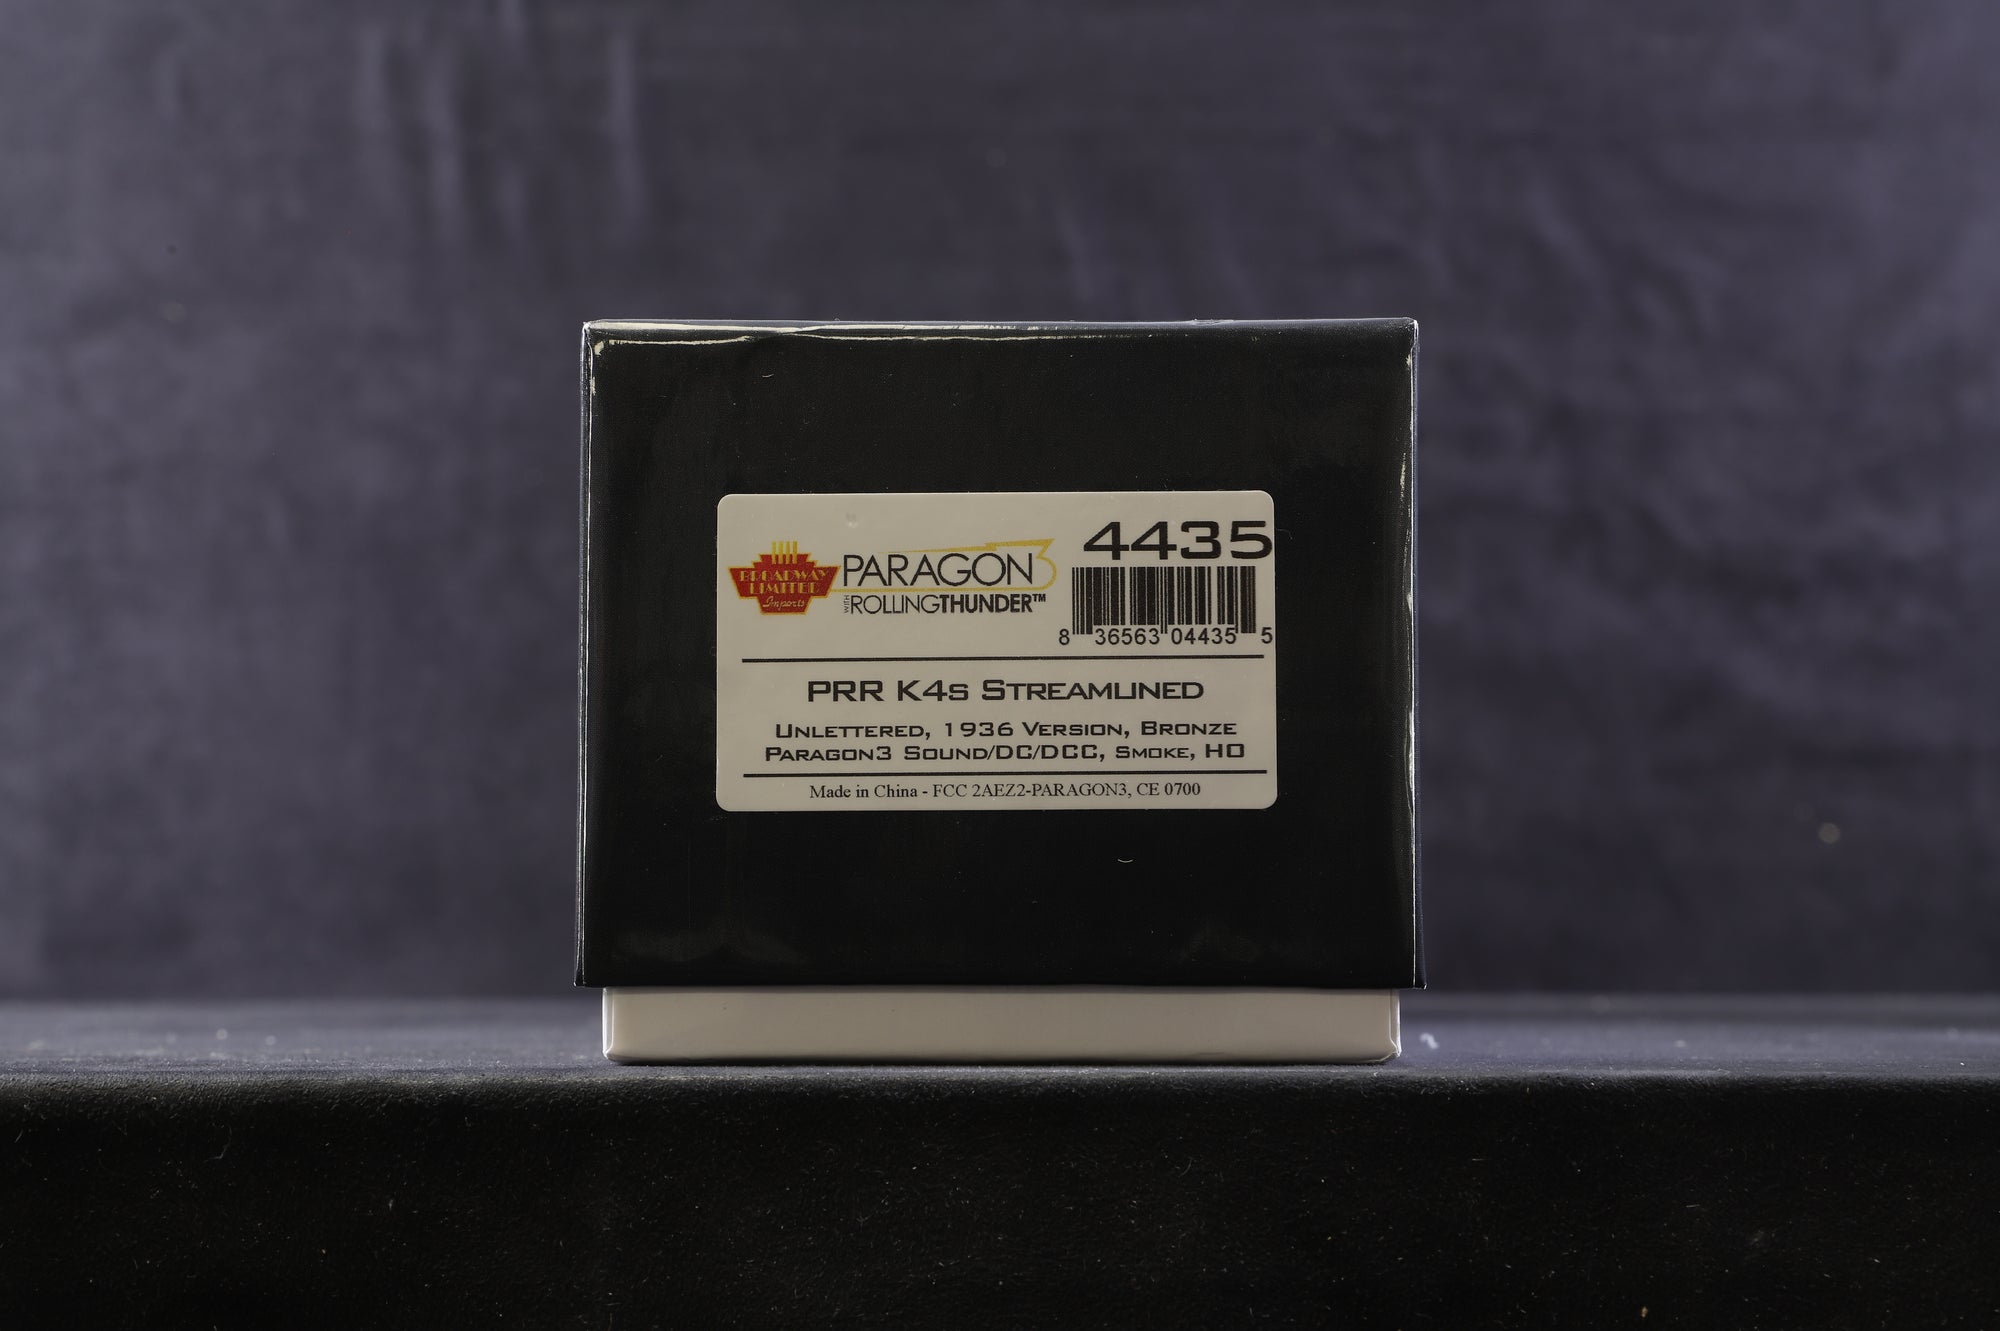 BROADWAY
LIMITED
Imports
PARAGON3
WITH ROLLINGTHUNDER™
4435
8 36563 04435 5
PRR K4s STREAMLINED
UNLETTERED, 1936 VERSION, BRONZE
PARAGON3 SOUND/DC/DCC, SMOKE, HO
Made in China - FCC 2AEZ2-PARAGON3, CE 0700